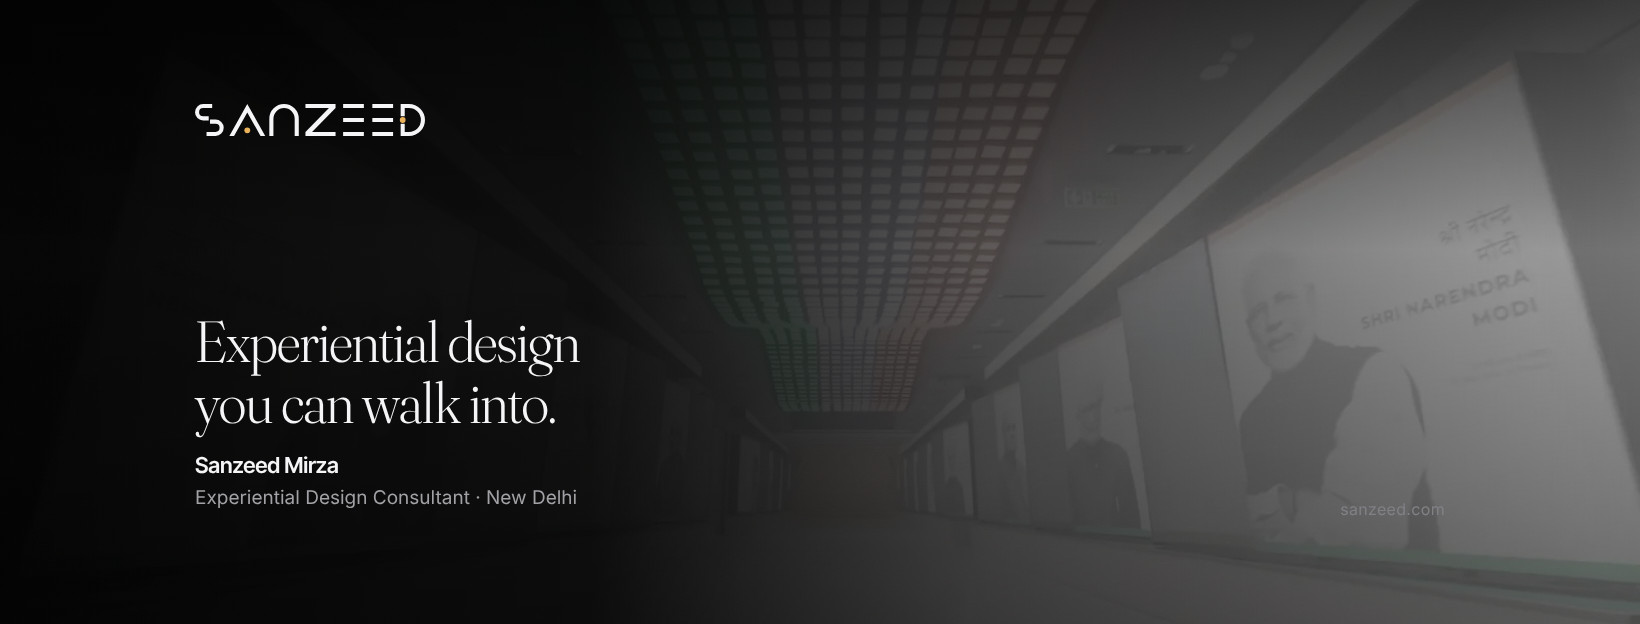 SANZEED
Experiential design
you can walk into.
Sanzeed Mirza
Experiential Design Consultant · New Delhi
श्री नरेन्द्र
मोदी
SHRI NARENDRA
MODI
sanzeed.com